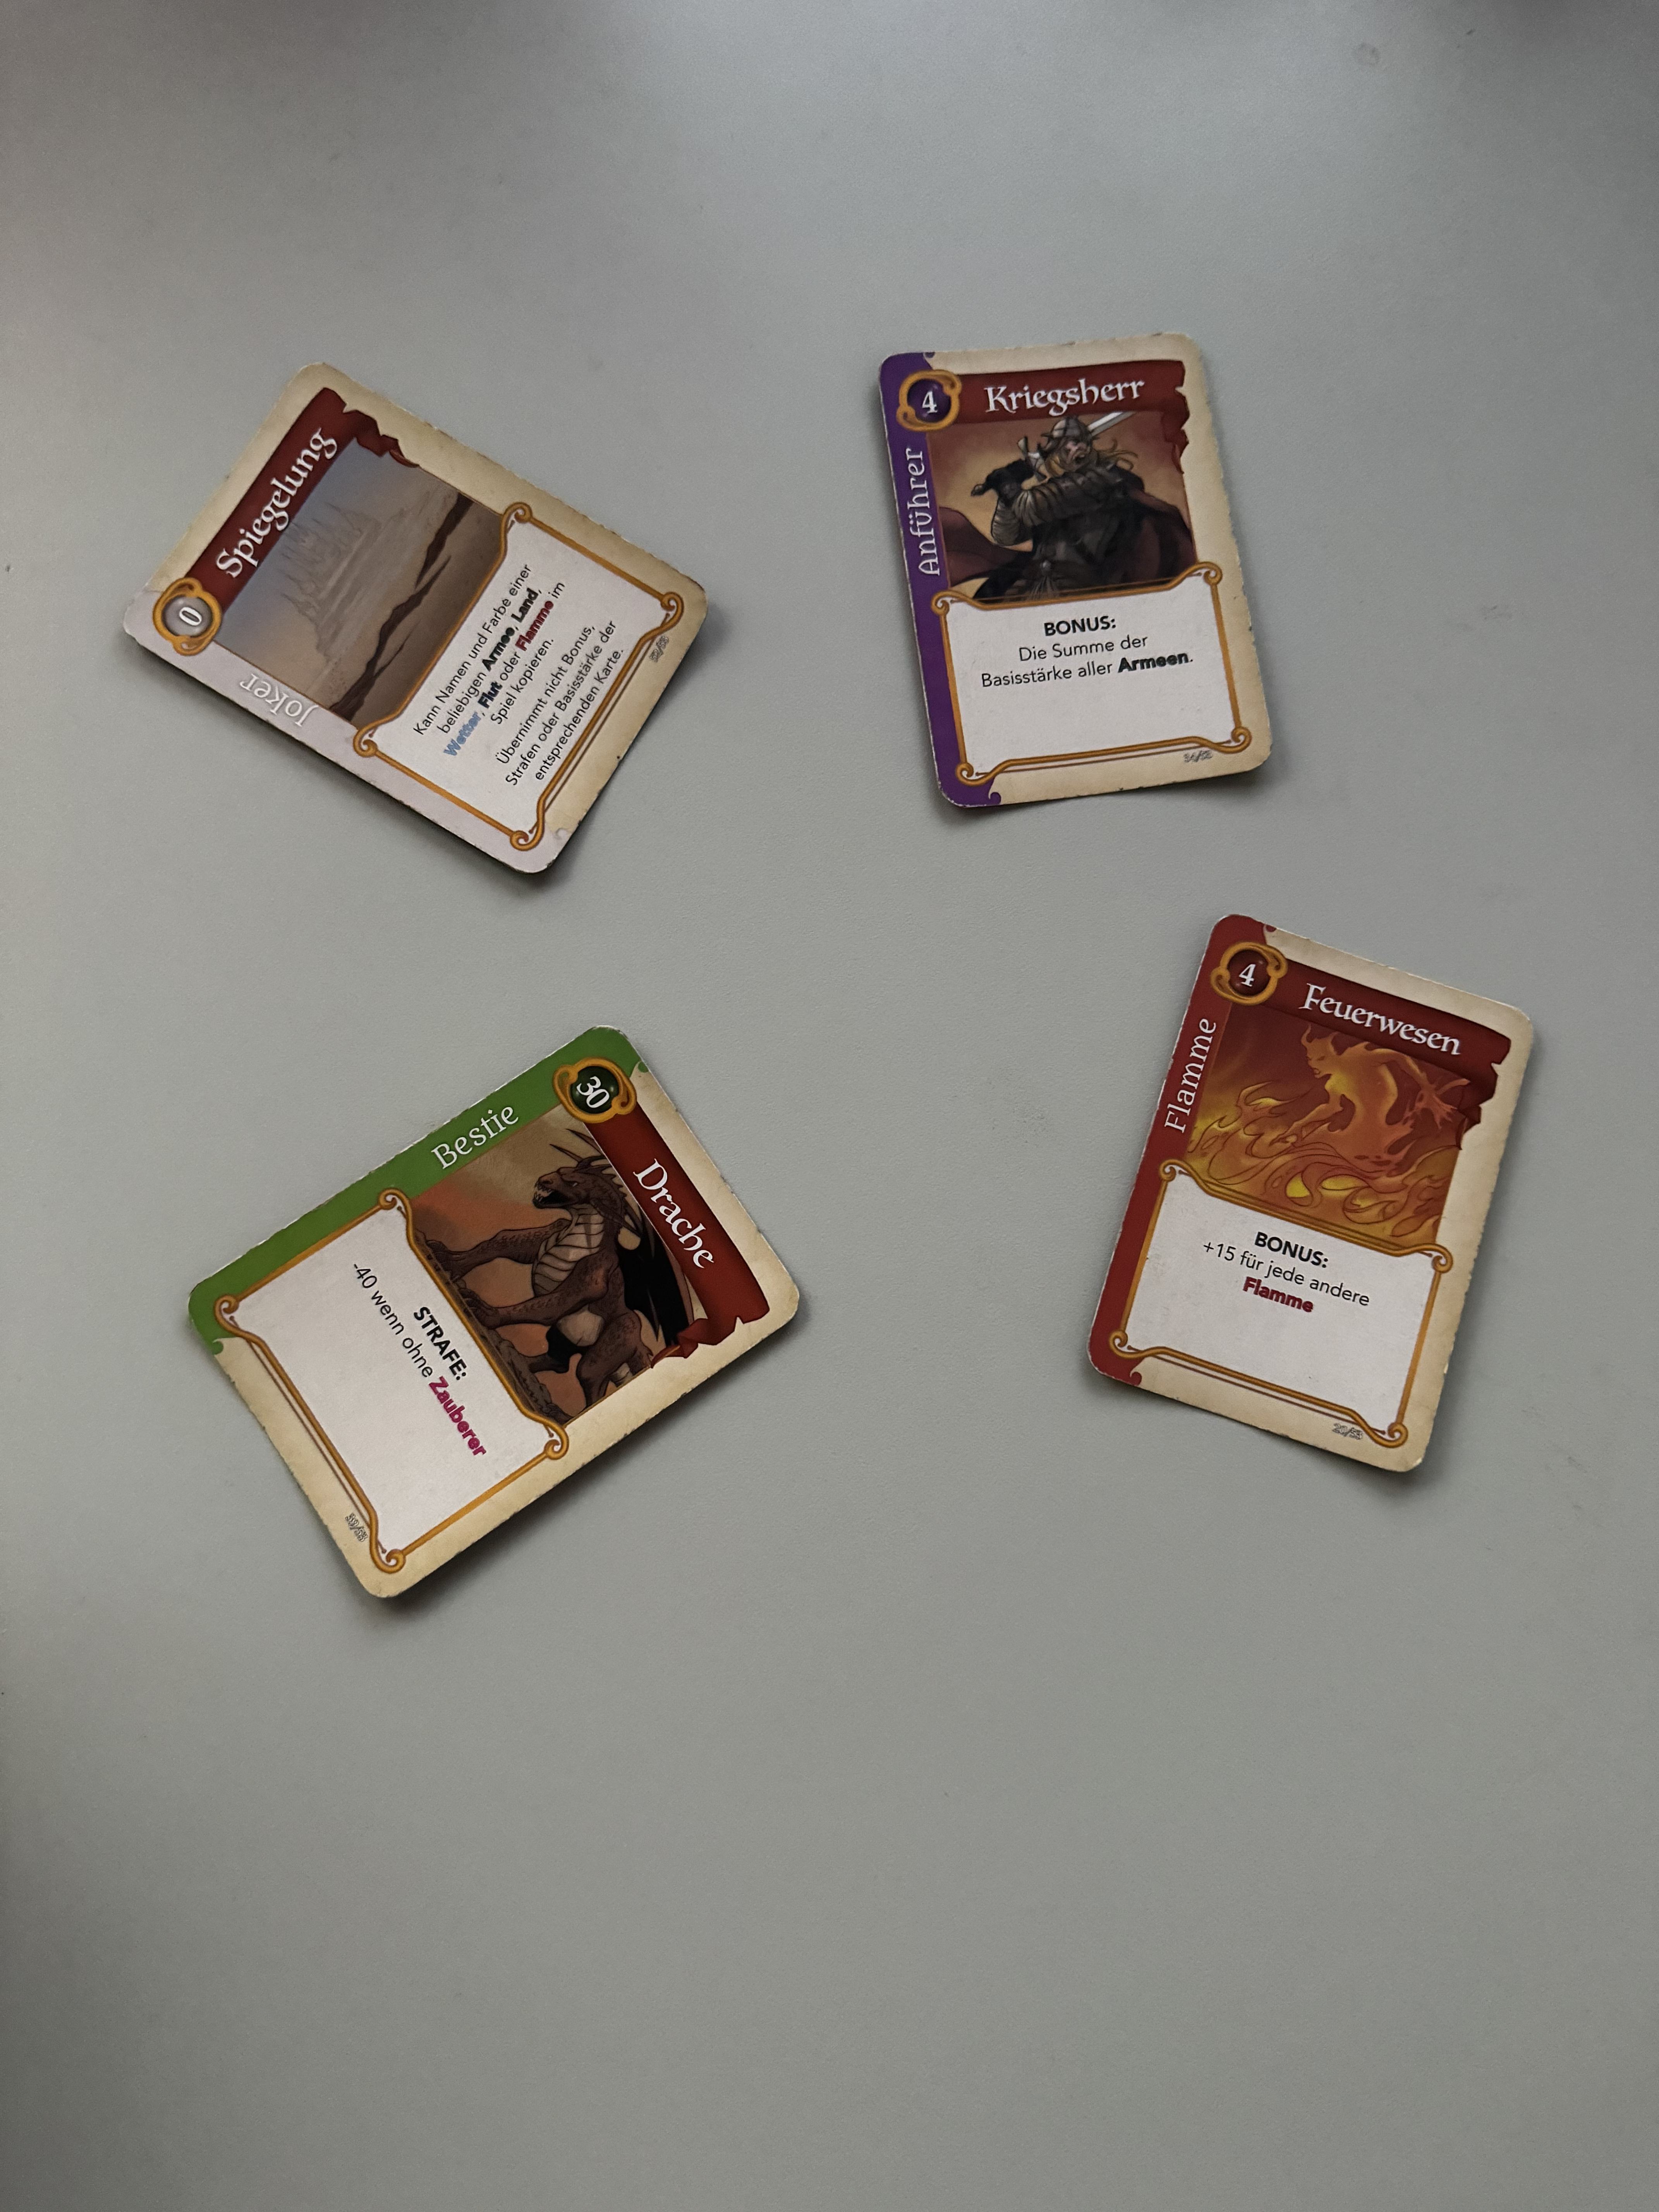 0
Spiegelung
Joker
Kann Namen und Farbe einer
beliebigen Armee, Land,
Wetter, Flut oder Flamme im
Spiel kopieren.
Übernimmt nicht Bonus,
Strafen oder Basisstärke der
entsprechenden Karte.
4
Kriegsherr
Anführer
BONUS:
Die Summe der
Basisstärke aller Armeen.
30
Drache
Bestie
STRAFE:
-40 wenn ohne Zauberer
4
Feuerwesen
Flamme
BONUS:
+15 für jede andere
Flamme